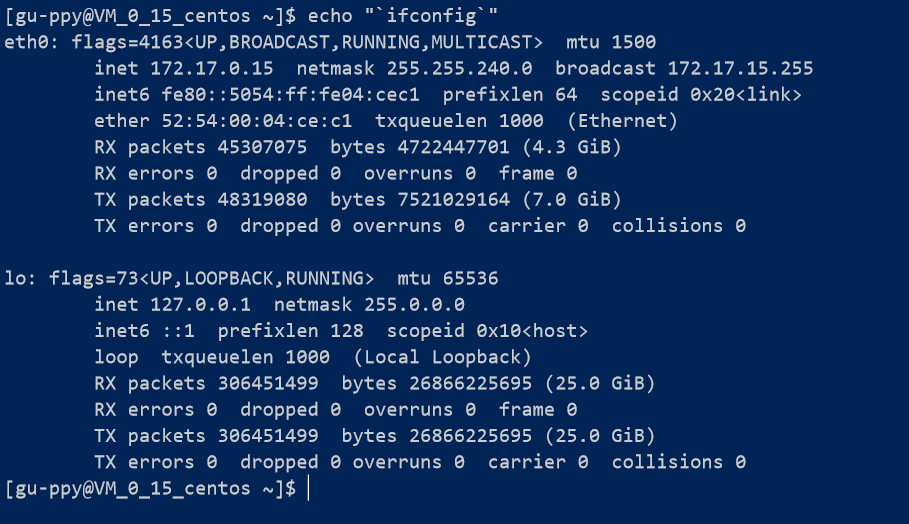 [gu-ppy@VM_0_15_centos ~]$ echo "`ifconfig`"
eth0: flags=4163<UP,BROADCAST,RUNNING,MULTICAST>  mtu 1500
        inet 172.17.0.15  netmask 255.255.240.0  broadcast 172.17.15.255
        inet6 fe80::5054:ff:fe04:cec1  prefixlen 64  scopeid 0x20<link>
        ether 52:54:00:04:ce:c1  txqueuelen 1000  (Ethernet)
        RX packets 45307075  bytes 4722447701 (4.3 GiB)
        RX errors 0  dropped 0  overruns 0  frame 0
        TX packets 48319080  bytes 7521029164 (7.0 GiB)
        TX errors 0  dropped 0 overruns 0  carrier 0  collisions 0

lo: flags=73<UP,LOOPBACK,RUNNING>  mtu 65536
        inet 127.0.0.1  netmask 255.0.0.0
        inet6 ::1  prefixlen 128  scopeid 0x10<host>
        loop  txqueuelen 1000  (Local Loopback)
        RX packets 306451499  bytes 26866225695 (25.0 GiB)
        RX errors 0  dropped 0  overruns 0  frame 0
        TX packets 306451499  bytes 26866225695 (25.0 GiB)
        TX errors 0  dropped 0 overruns 0  carrier 0  collisions 0
[gu-ppy@VM_0_15_centos ~]$